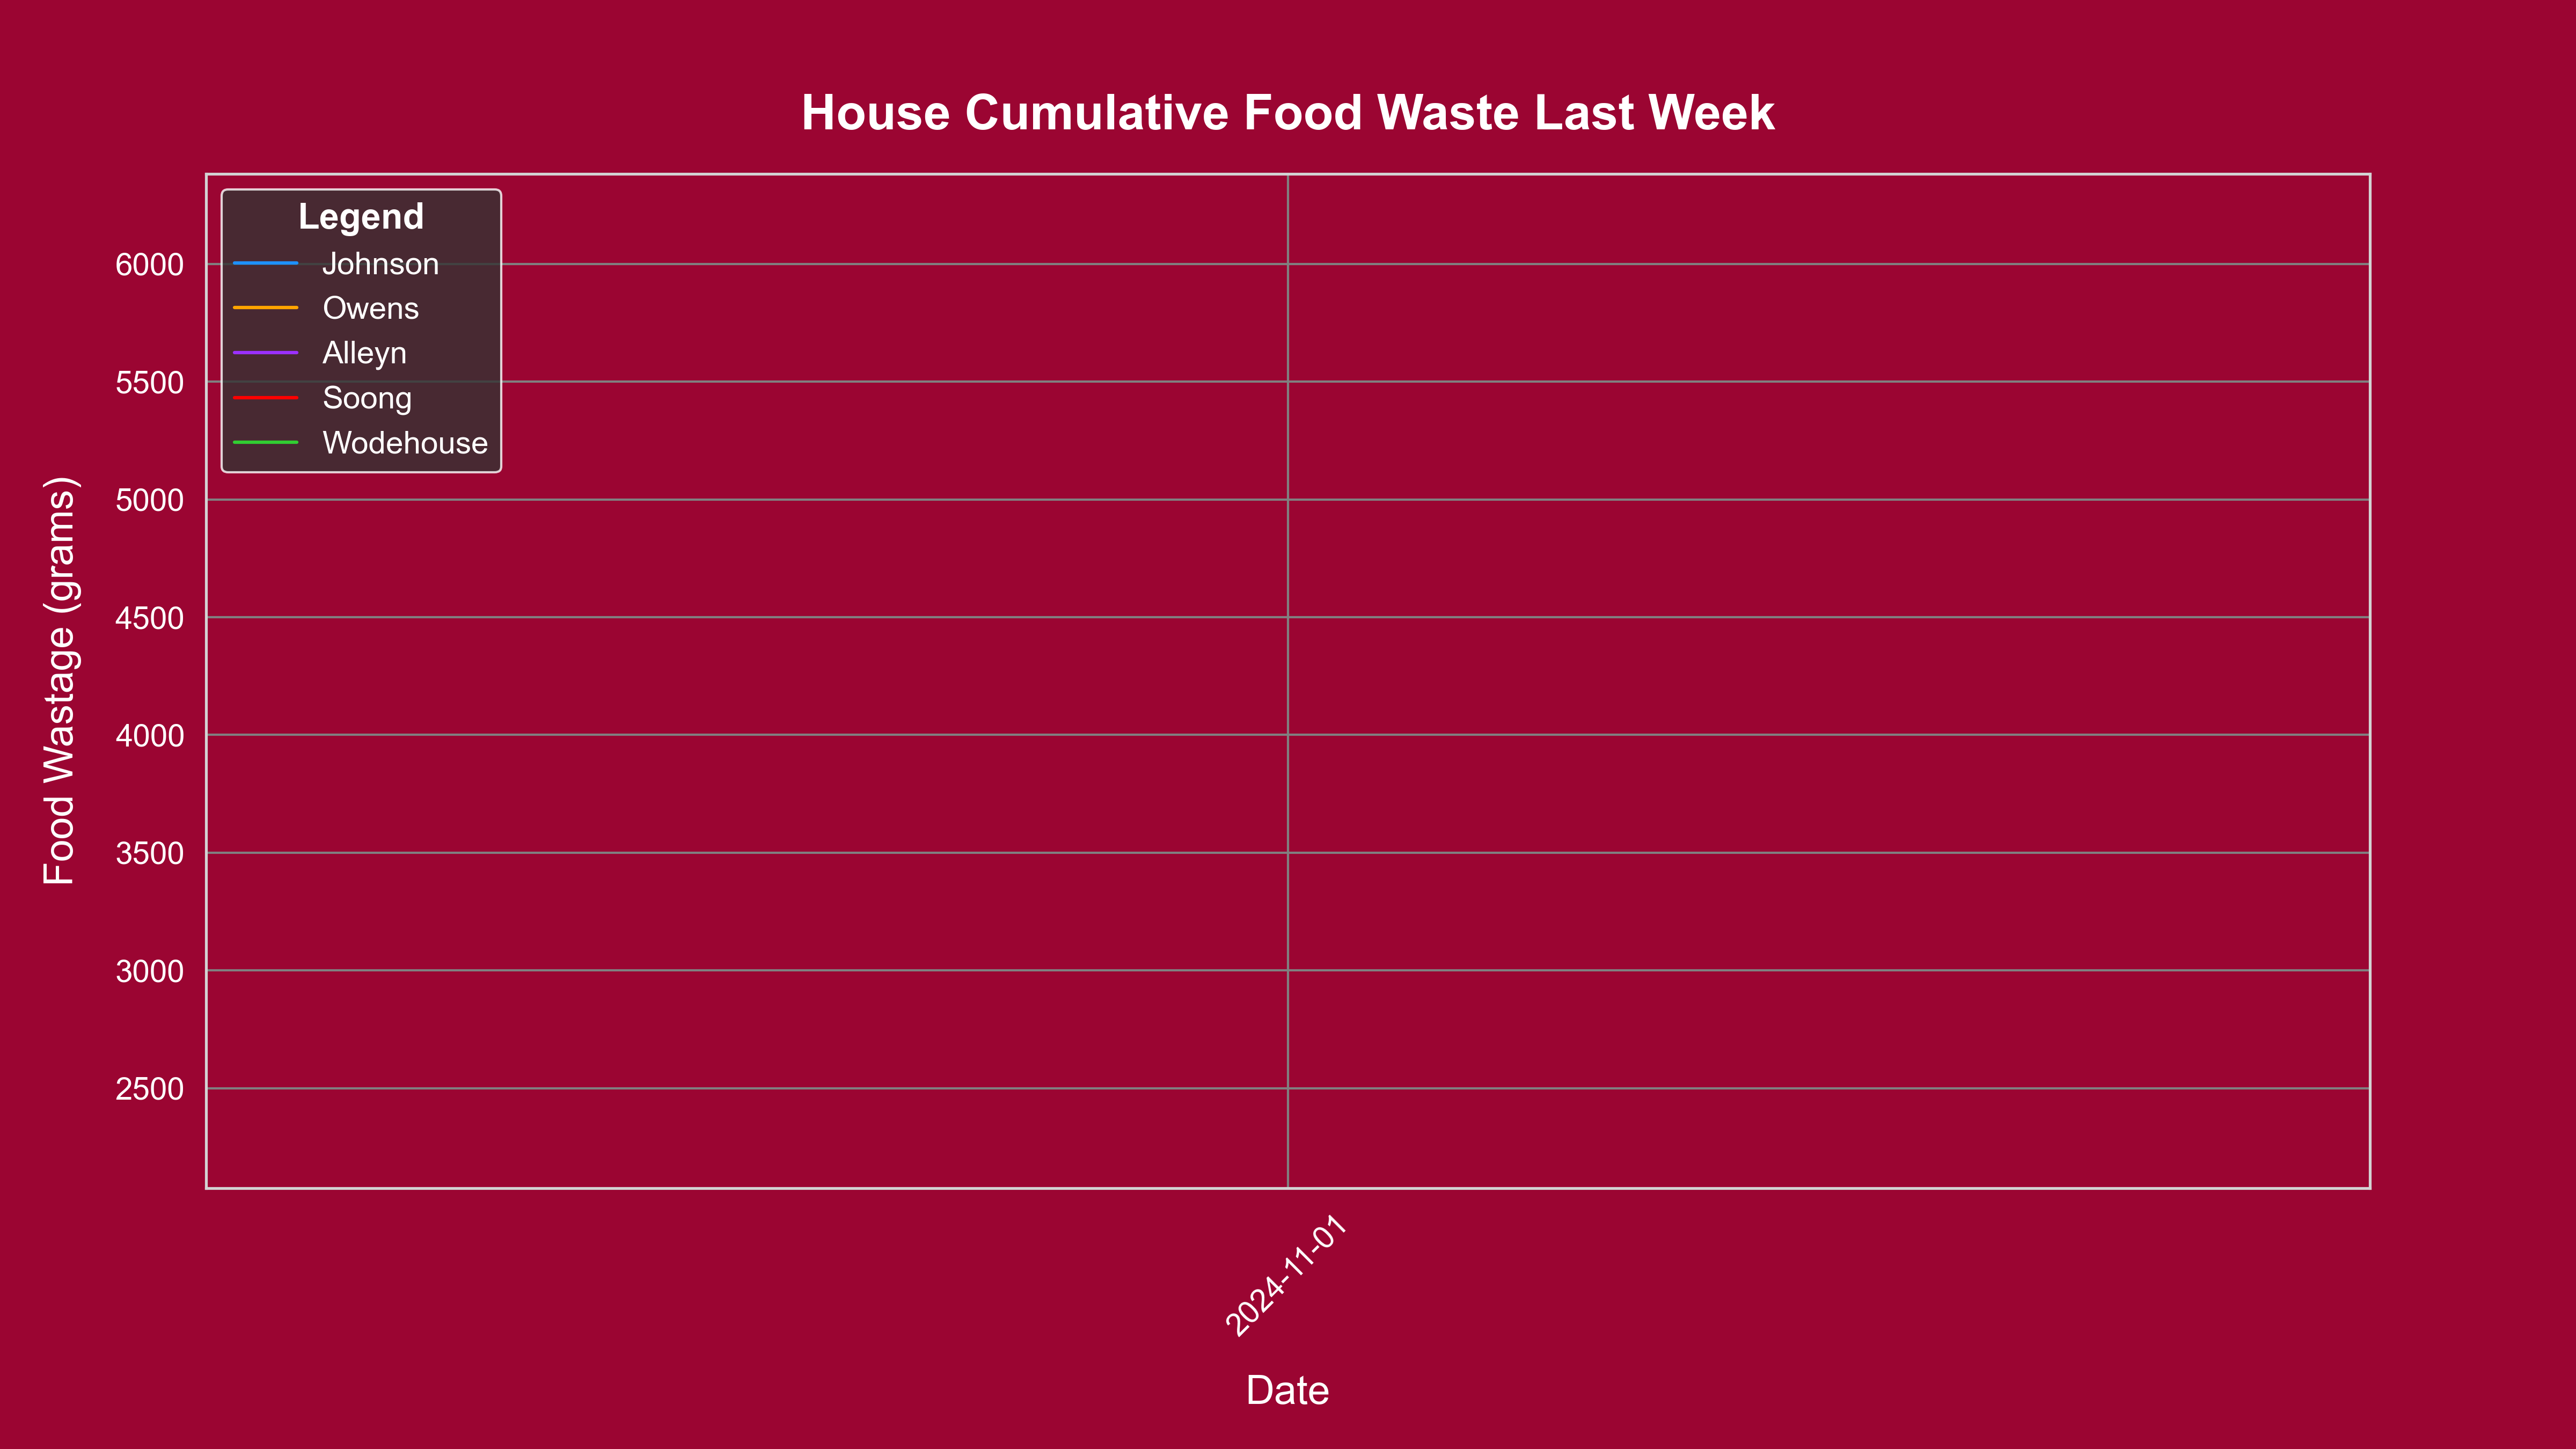 House Cumulative Food Waste Last Week
Legend
Johnson
Owens
Alleyn
Soong
Wodehouse
Food Wastage (grams)
6000
5500
5000
4500
4000
3500
3000
2500
2024-11-01
Date